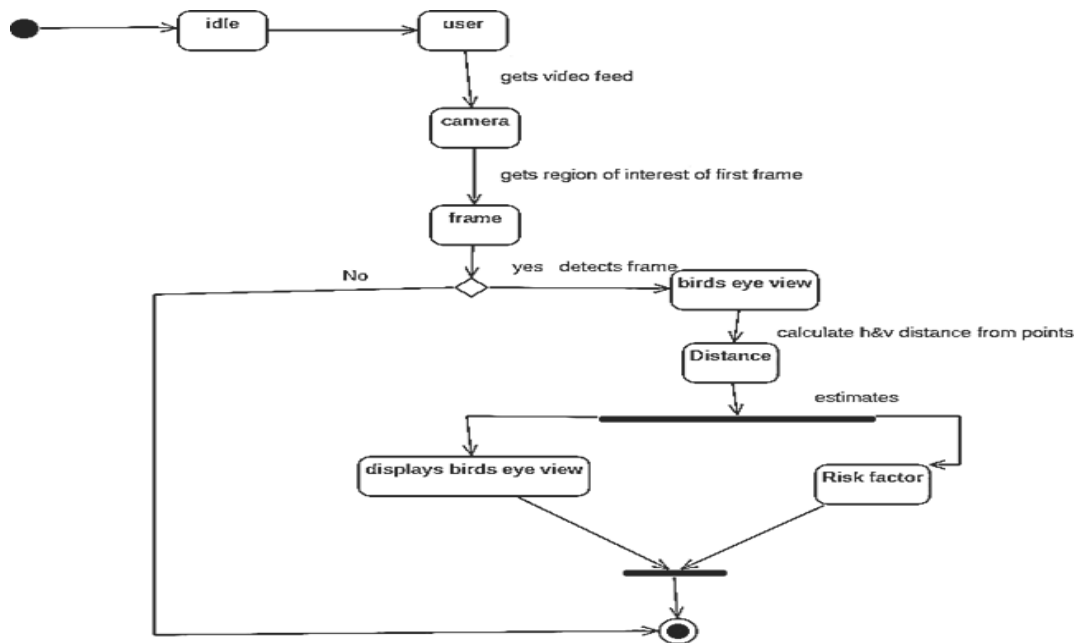 idle
user
gets video feed
camera
gets region of interest of first frame
frame
No
yes detects frame
birds eye view
calculate h&v distance from points
Distance
estimates
displays birds eye view
Risk factor